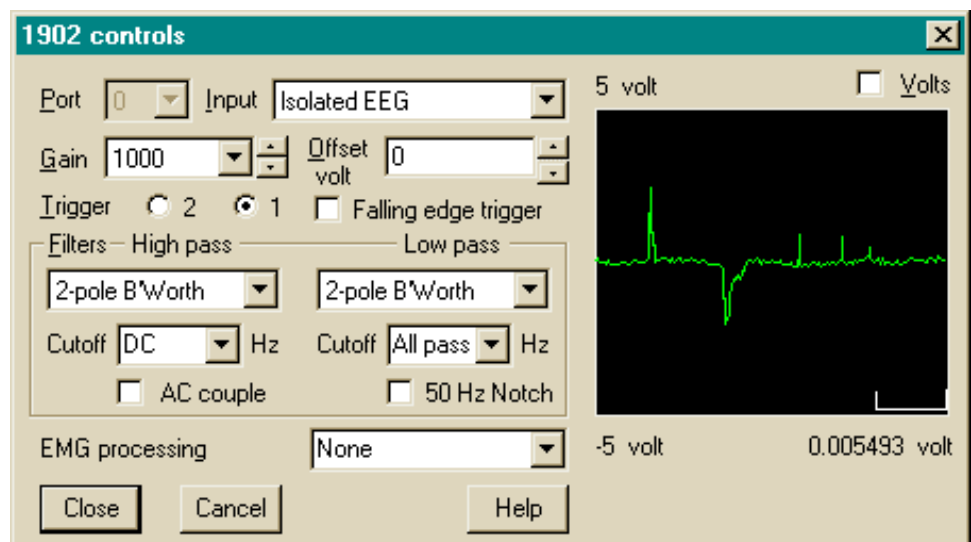 1902 controls
Port 0 Input Isolated EEG
5 volt Volts
Gain 1000 Offset volt 0
Trigger 2 1 Falling edge trigger
Filters High pass Low pass
2-pole B'Worth 2-pole B'Worth
Cutoff DC Hz Cutoff All pass Hz
AC couple 50 Hz Notch
EMG processing None
-5 volt 0.005493 volt
Close Cancel Help